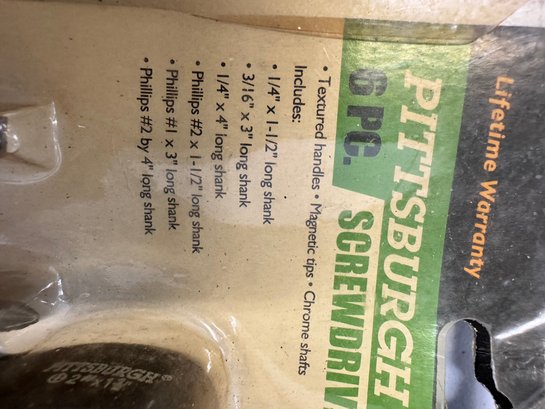 Lifetime Warranty
PITTSBURGH
6 PC.
SCREWDRIV
• Textured handles • Magnetic tips • Chrome shafts
Includes:
• 1/4" x 1-1/2" long shank
• 3/16" x 3" long shank
• 1/4" x 4" long shank
• Phillips #2 x 1-1/2" long shank
• Phillips #1 x 3" long shank
• Phillips #2 by 4" long shank
PITTSBURGH®